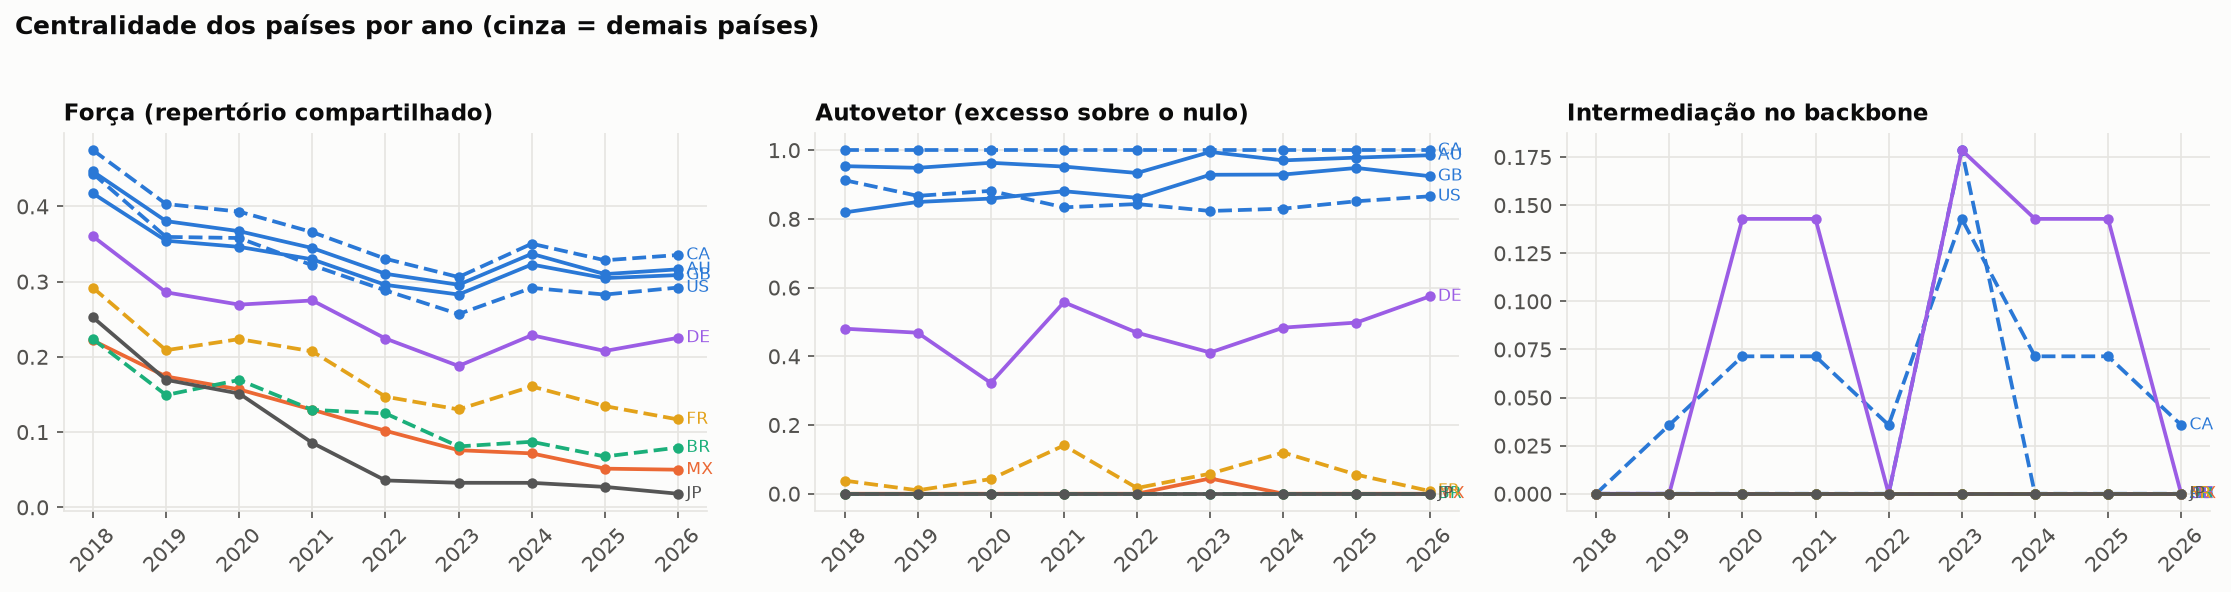 Centralidade dos países por ano (cinza = demais países)
Força (repertório compartilhado)
0.4
0.3
0.2
0.1
0.0
CA
AU
GB
US
DE
FR
BR
MX
JP
2018 2019 2020 2021 2022 2023 2024 2025 2026
Autovetor (excesso sobre o nulo)
1.0
0.8
0.6
0.4
0.2
0.0
CA
AU
GB
US
DE
2018 2019 2020 2021 2022 2023 2024 2025 2026
Intermediação no backbone
0.175
0.150
0.125
0.100
0.075
0.050
0.025
0.000
CA
2018 2019 2020 2021 2022 2023 2024 2025 2026